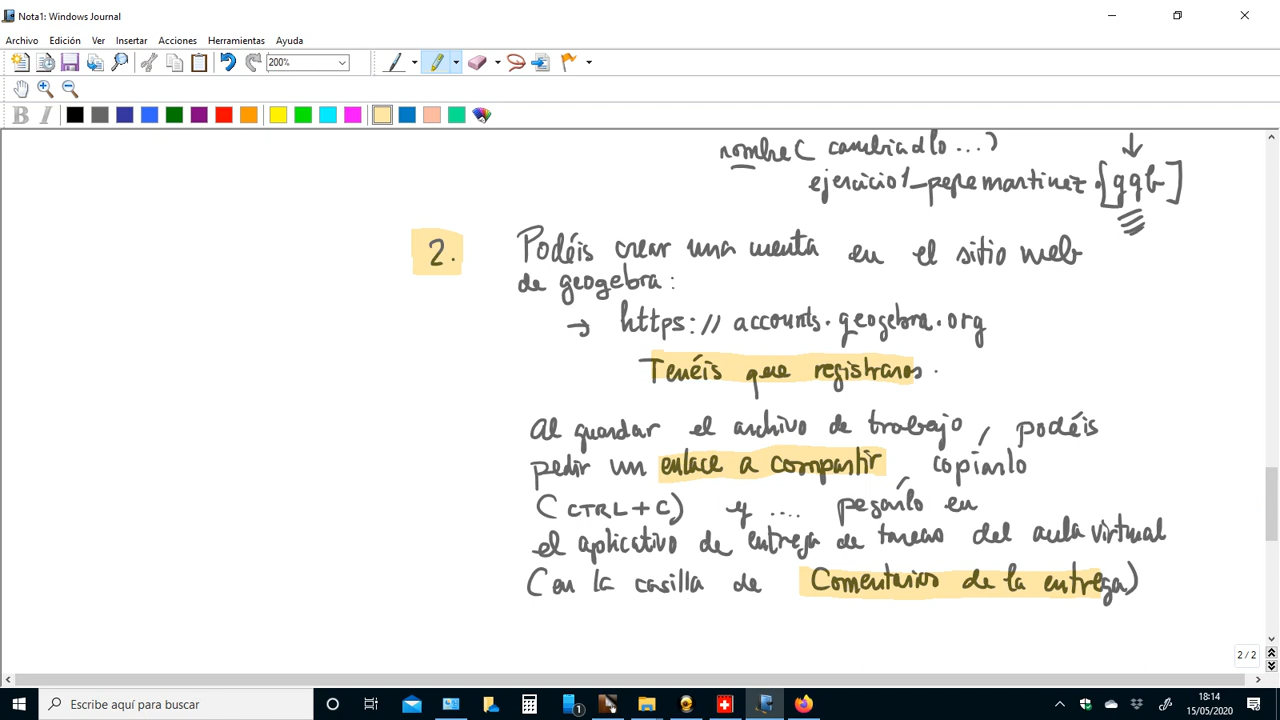 Nota1: Windows Journal
Archivo Edición Ver Insertar Acciones Herramientas Ayuda
200%
B I
nombre ( cambiadlo ...)
ejercicio1_pepemartinez.[ggb]
2. Podéis crear una cuenta en el sitio web
de geogebra:
→ https://accounts.geogebra.org
Tenéis que registraros.
Al guardar el archivo de trabajo, podéis
pedir un enlace a compartir, copiarlo
(CTRL+C) y .... pegarlo en
el aplicativo de entrega de tareas del aula virtual
(en la casilla de Comentarios de la entrega)
2 / 2
Escribe aquí para buscar
1
18:14
15/05/2020